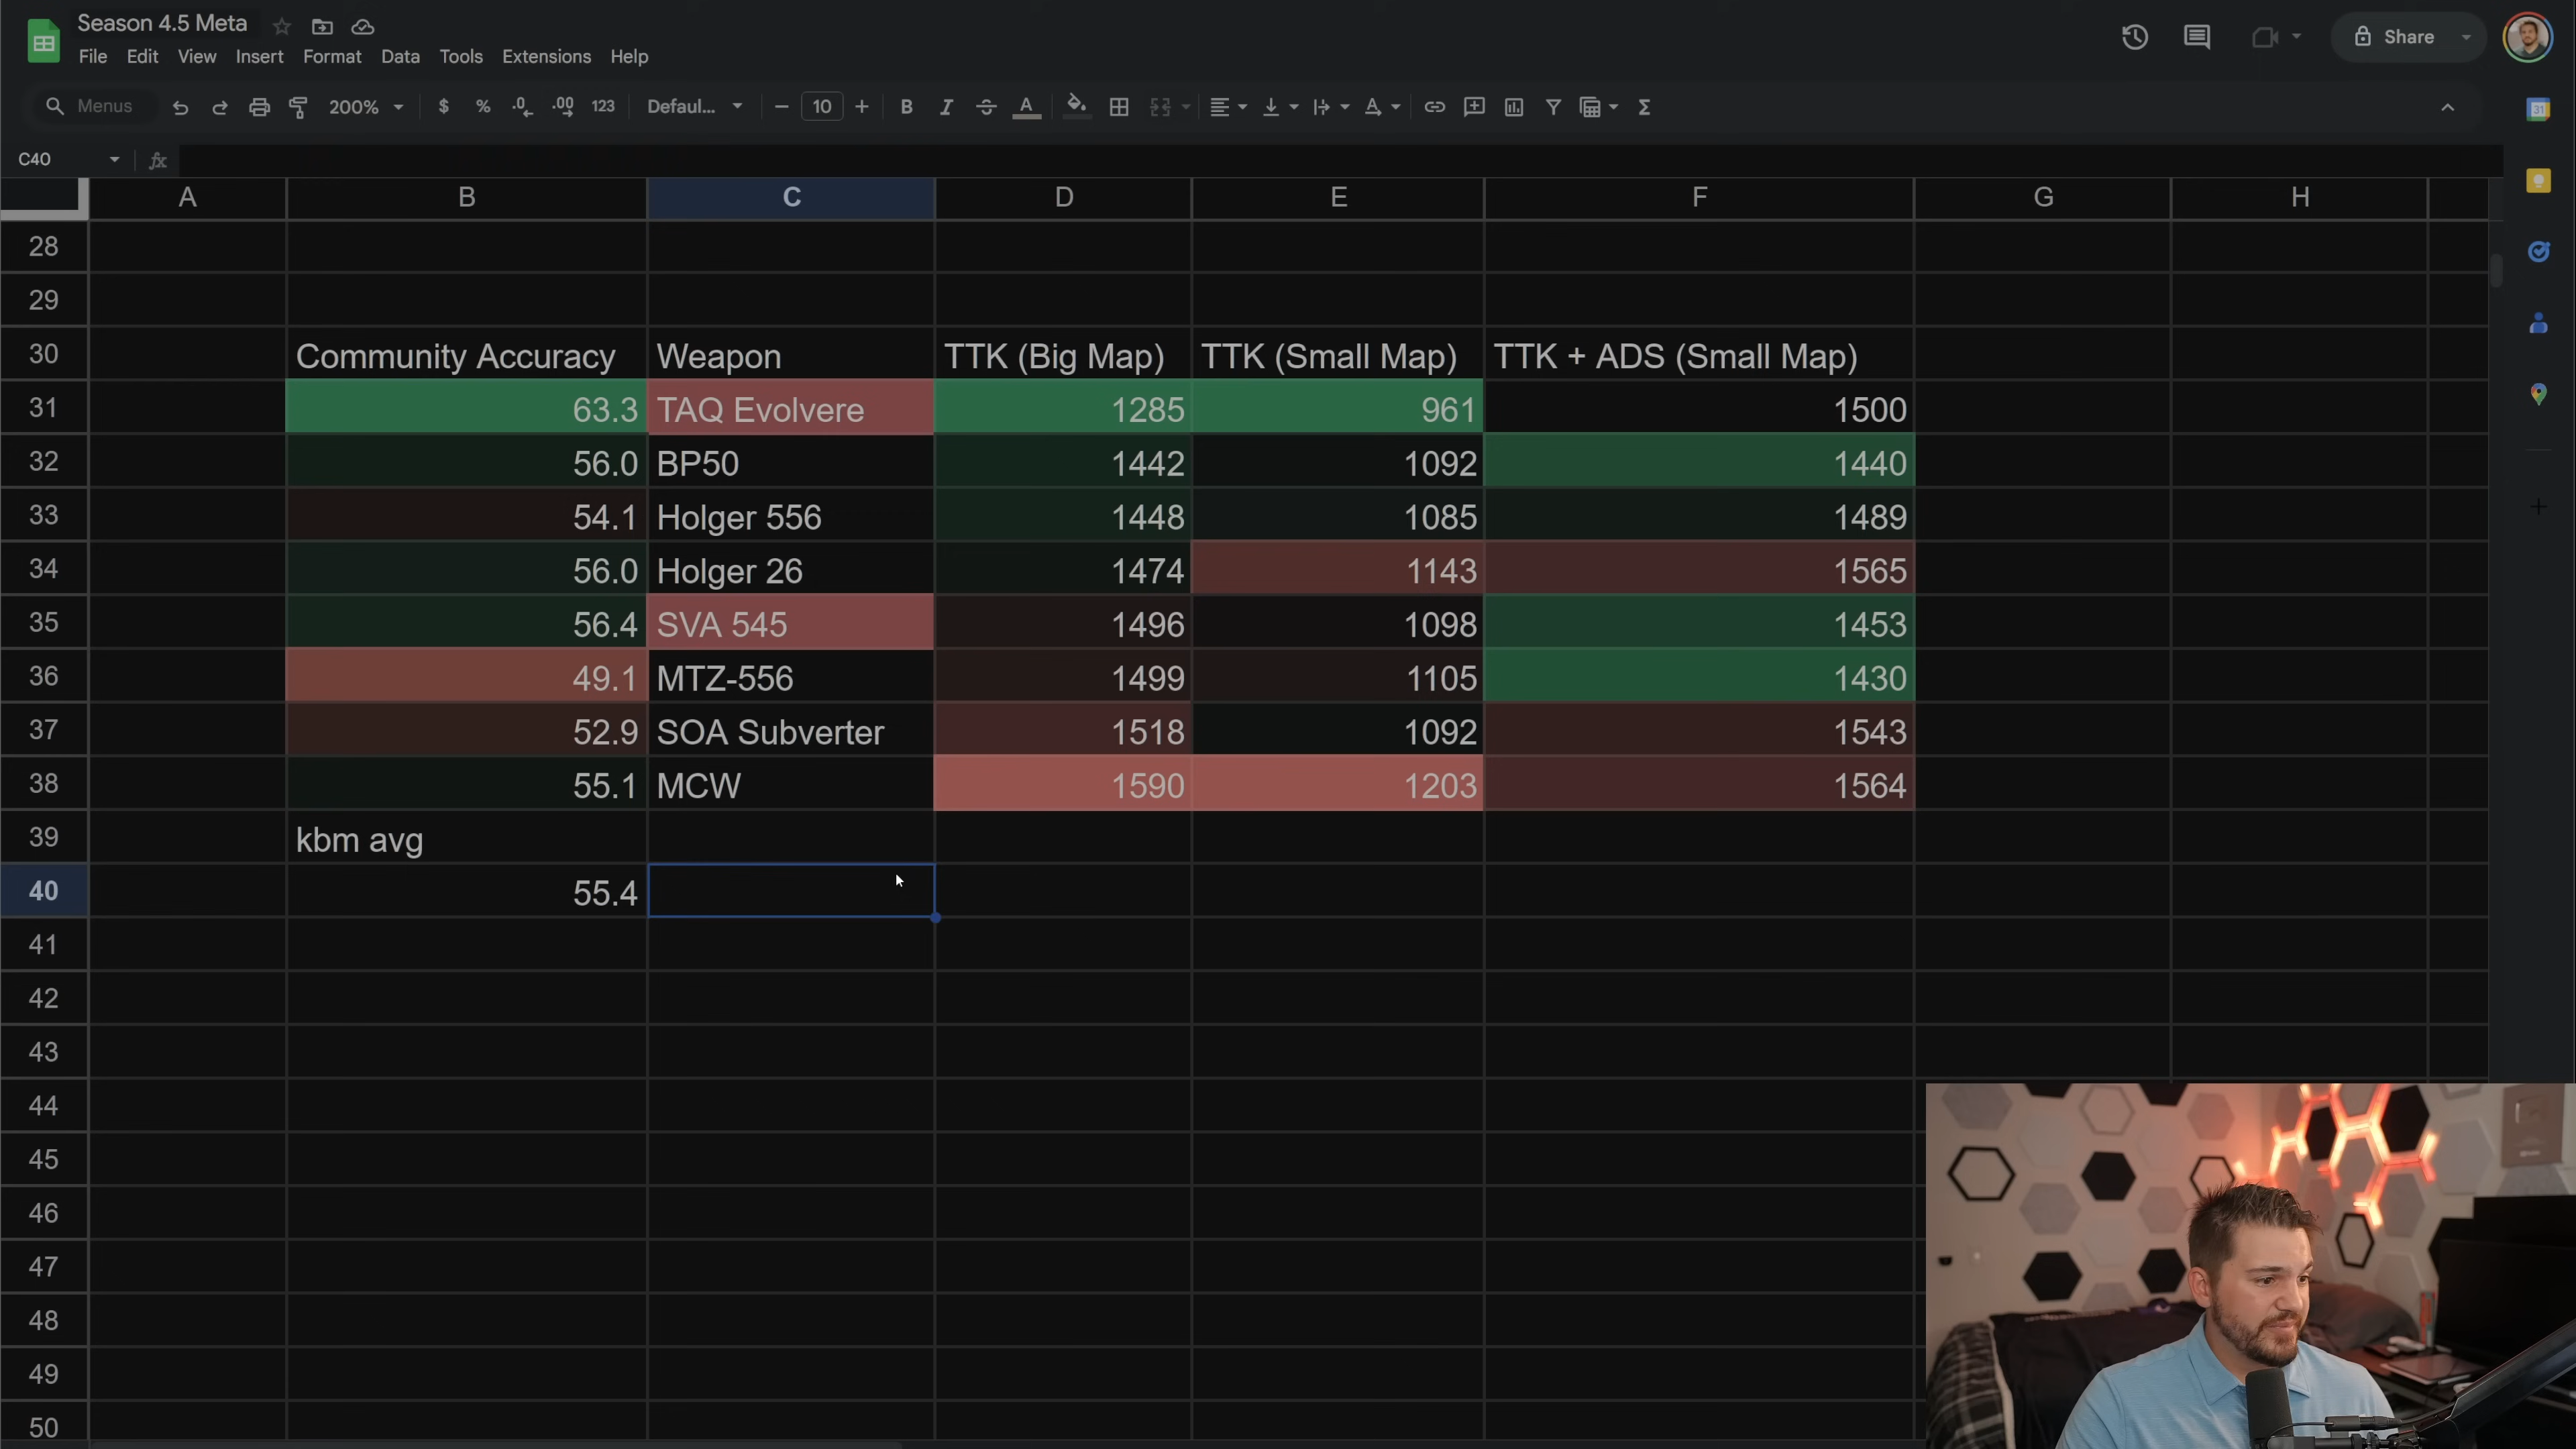 Season 4.5 Meta
File Edit View Insert Format Data Tools Extensions Help
Share
Menus 200% $ % .0 .00 123 Defaul... 10 B I A A Σ
31
C40 fx
A B C D E F G H
28
29
30 Community Accuracy Weapon TTK (Big Map) TTK (Small Map) TTK + ADS (Small Map)
31 63.3 TAQ Evolvere 1285 961 1500
32 56.0 BP50 1442 1092 1440
33 54.1 Holger 556 1448 1085 1489
34 56.0 Holger 26 1474 1143 1565
35 56.4 SVA 545 1496 1098 1453
36 49.1 MTZ-556 1499 1105 1430
37 52.9 SOA Subverter 1518 1092 1543
38 55.1 MCW 1590 1203 1564
39 kbm avg
40 55.4
41
42
43
44
45
46
47
48
49
50